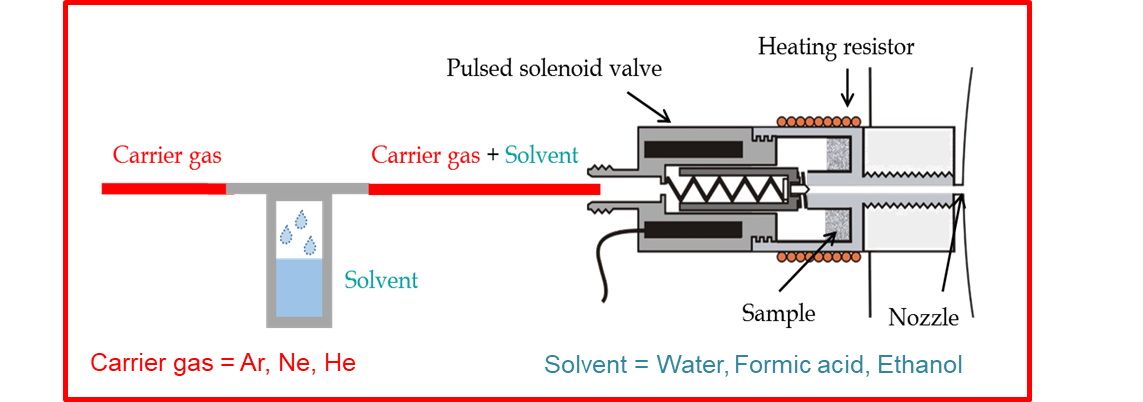 Heating resistor
Pulsed solenoid valve
Carrier gas
Carrier gas + Solvent
Solvent
Sample
Nozzle
Carrier gas = Ar, Ne, He
Solvent = Water, Formic acid, Ethanol